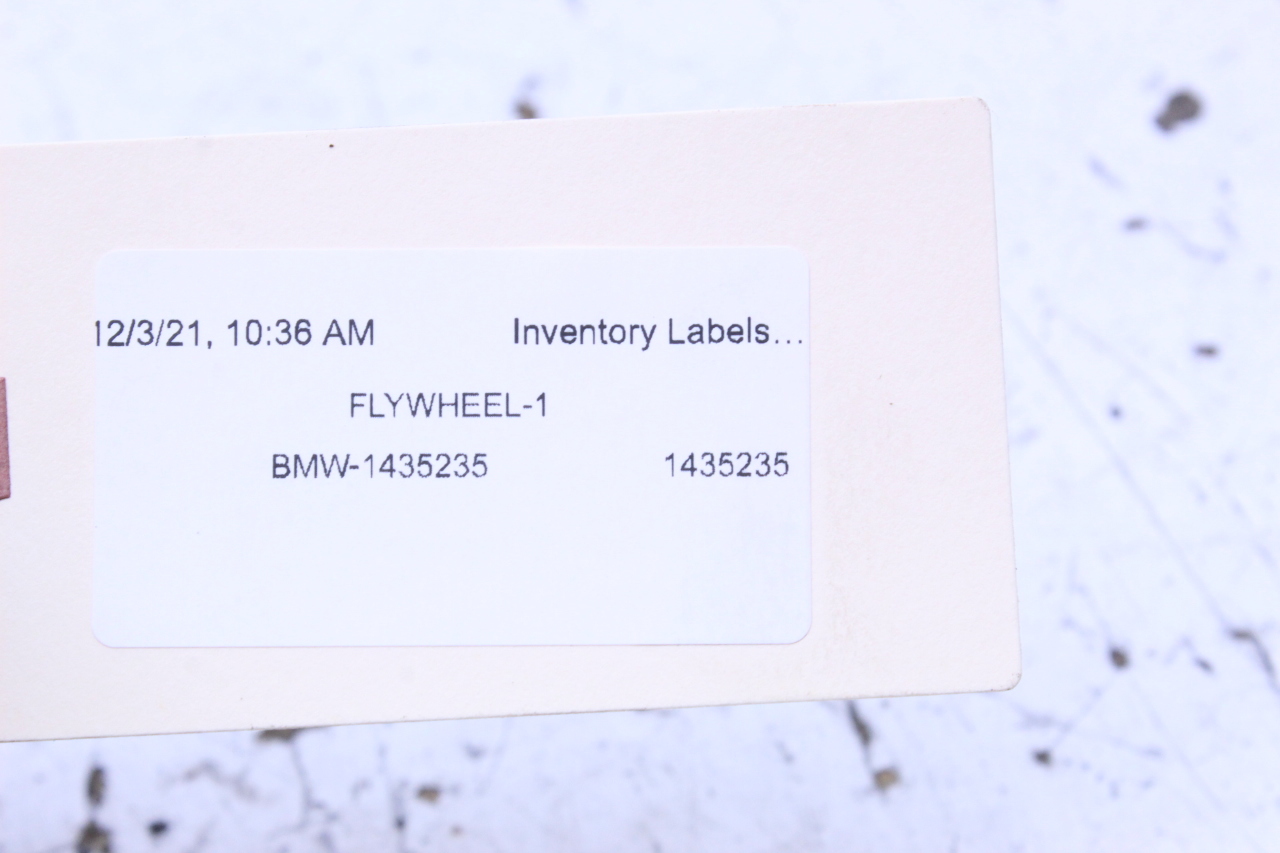 12/3/21, 10:36 AM Inventory Labels...
FLYWHEEL-1
BMW-1435235 1435235